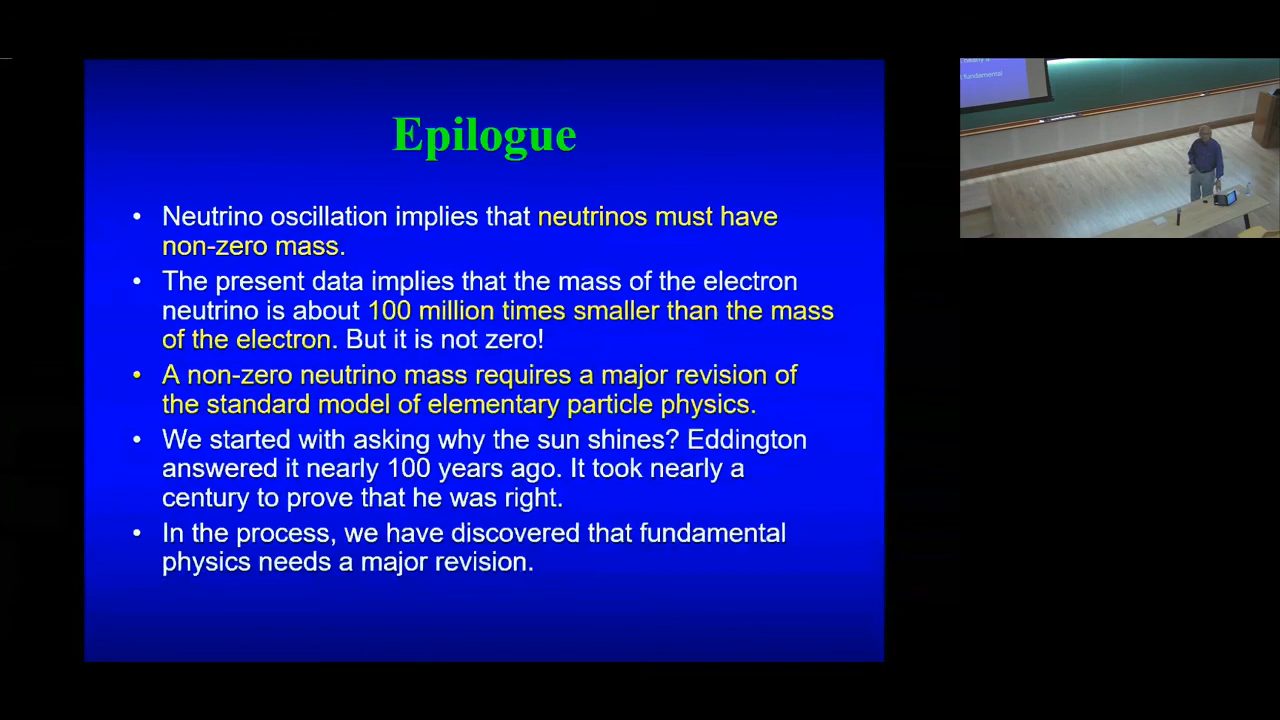 Epilogue
• Neutrino oscillation implies that neutrinos must have
non-zero mass.
• The present data implies that the mass of the electron
neutrino is about 100 million times smaller than the mass
of the electron. But it is not zero!
• A non-zero neutrino mass requires a major revision of
the standard model of elementary particle physics.
• We started with asking why the sun shines? Eddington
answered it nearly 100 years ago. It took nearly a
century to prove that he was right.
• In the process, we have discovered that fundamental
physics needs a major revision.
nearly a
fundamental